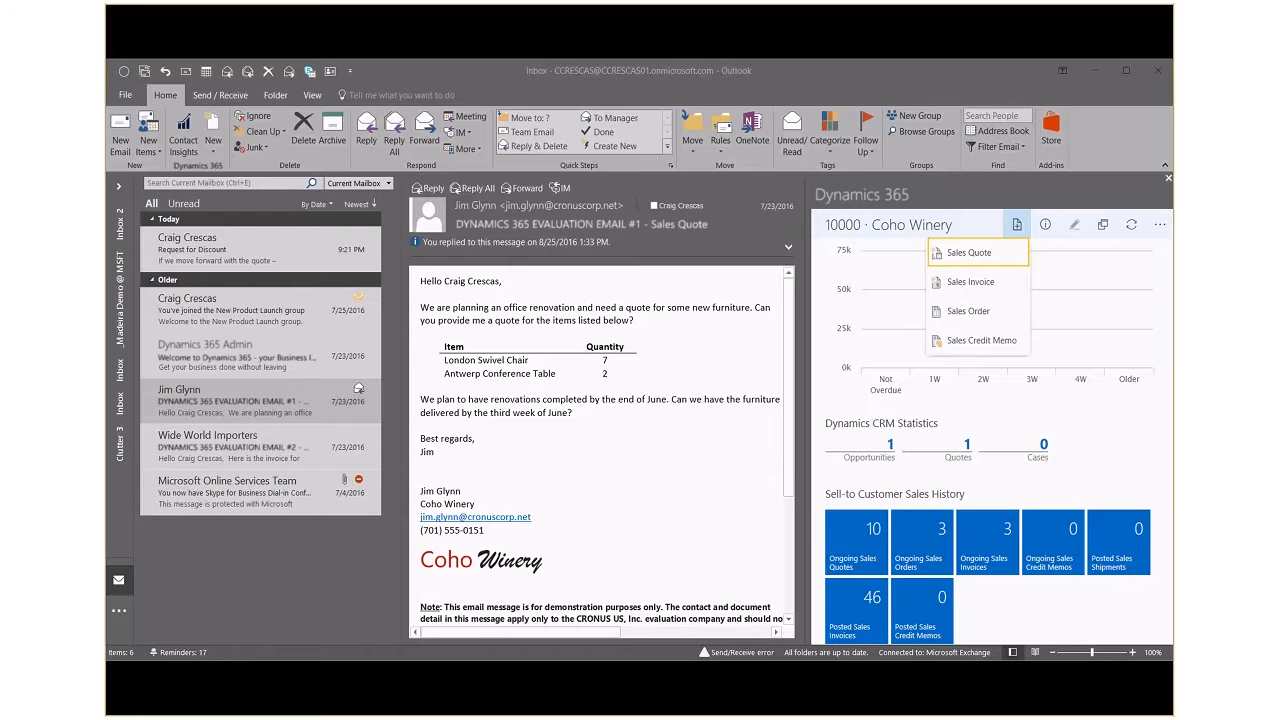 Inbox - CCRESCAS@CCRESCAS01.onmicrosoft.com - Outlook
File Home Send / Receive Folder View Tell me what you want to do
New Email
New Items
Contact Insights
New
Ignore
Clean Up
Junk
Delete
Archive
Reply
Reply All
Forward
Meeting
IM
More
Move to: ?
Team Email
Reply & Delete
To Manager
Done
Create New
Move
Rules
OneNote
Unread/ Read
Categorize
Follow Up
New Group
Browse Groups
Search People
Address Book
Filter Email
Store
New Dynamics 365 Delete Respond Quick Steps Move Tags Groups Find Add-ins
Search Current Mailbox (Ctrl+E) Current Mailbox
All Unread By Date Newest
Today
Craig Crescas
Request for Discount 9:21 PM
If we move forward with the quote –
Older
Craig Crescas
You've joined the New Product Launch group. 7/25/2016
Welcome to the New Product Launch group.
Dynamics 365 Admin
Welcome to Dynamics 365 - your Business I... 7/23/2016
Get your business done without leaving
Jim Glynn
DYNAMICS 365 EVALUATION EMAIL #1 - ... 7/23/2016
Hello Craig Crescas, We are planning an office
Wide World Importers
DYNAMICS 365 EVALUATION EMAIL #2 - ... 7/23/2016
Hello Craig Crescas, Here is the invoice for
Microsoft Online Services Team
You now have Skype for Business Dial-in Conf... 7/4/2016
This message is protected with Microsoft
Inbox 2
_Madeira Demo @ MSFT
Inbox
Inbox
Clutter 3
Reply Reply All Forward IM
Jim Glynn <jim.glynn@cronuscorp.net> Craig Crescas 7/23/2016
DYNAMICS 365 EVALUATION EMAIL #1 - Sales Quote
You replied to this message on 8/25/2016 1:33 PM.
Hello Craig Crescas,
We are planning an office renovation and need a quote for some new furniture. Can
you provide me a quote for the items listed below?
Item Quantity
London Swivel Chair 7
Antwerp Conference Table 2
We plan to have renovations completed by the end of June. Can we have the furniture
delivered by the third week of June?
Best regards,
Jim
Jim Glynn
Coho Winery
jim.glynn@cronuscorp.net
(701) 555-0151
Coho Winery
Note: This email message is for demonstration purposes only. The contact and document
detail in this message apply only to the CRONUS US, Inc. evaluation company and should no
Dynamics 365
10000 · Coho Winery
Sales Quote
Sales Invoice
Sales Order
Sales Credit Memo
75k
50k
25k
0k
Not Overdue 1W 2W 3W 4W Older
Dynamics CRM Statistics
1 1 0
Opportunities Quotes Cases
Sell-to Customer Sales History
10 3 3 0 0
Ongoing Sales Quotes
Ongoing Sales Orders
Ongoing Sales Invoices
Ongoing Sales Credit Memos
Posted Sales Shipments
46 0
Posted Sales Invoices
Posted Sales Credit Memos
Items: 6 Reminders: 17 Send/Receive error All folders are up to date. Connected to: Microsoft Exchange 100%